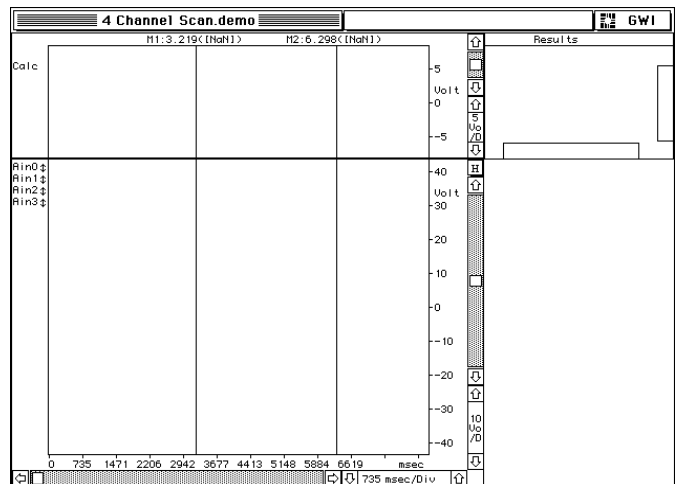 4 Channel Scan.demo
GWI
M1:3.219([NaN]) M2:6.298([NaN])
Results
Calc
5
Volt
0
-5
5
Vo
/D
Ain0
Ain1
Ain2
Ain3
H
40
Volt
30
20
10
0
-10
-20
-30
-40
10
Vo
/D
0 735 1471 2206 2942 3677 4413 5148 5884 6619 msec
735 msec/Div